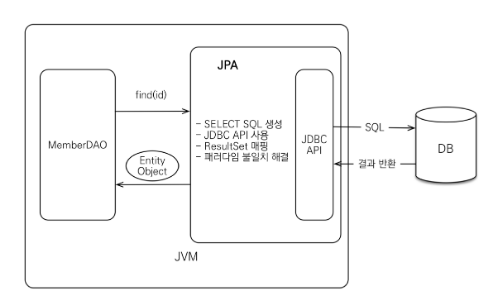 JPA
find(id)
MemberDAO
- SELECT SQL 생성
- JDBC API 사용
- ResultSet 매핑
- 패러다임 불일치 해결
JDBC
API
SQL
결과 반환
DB
Entity
Object
JVM